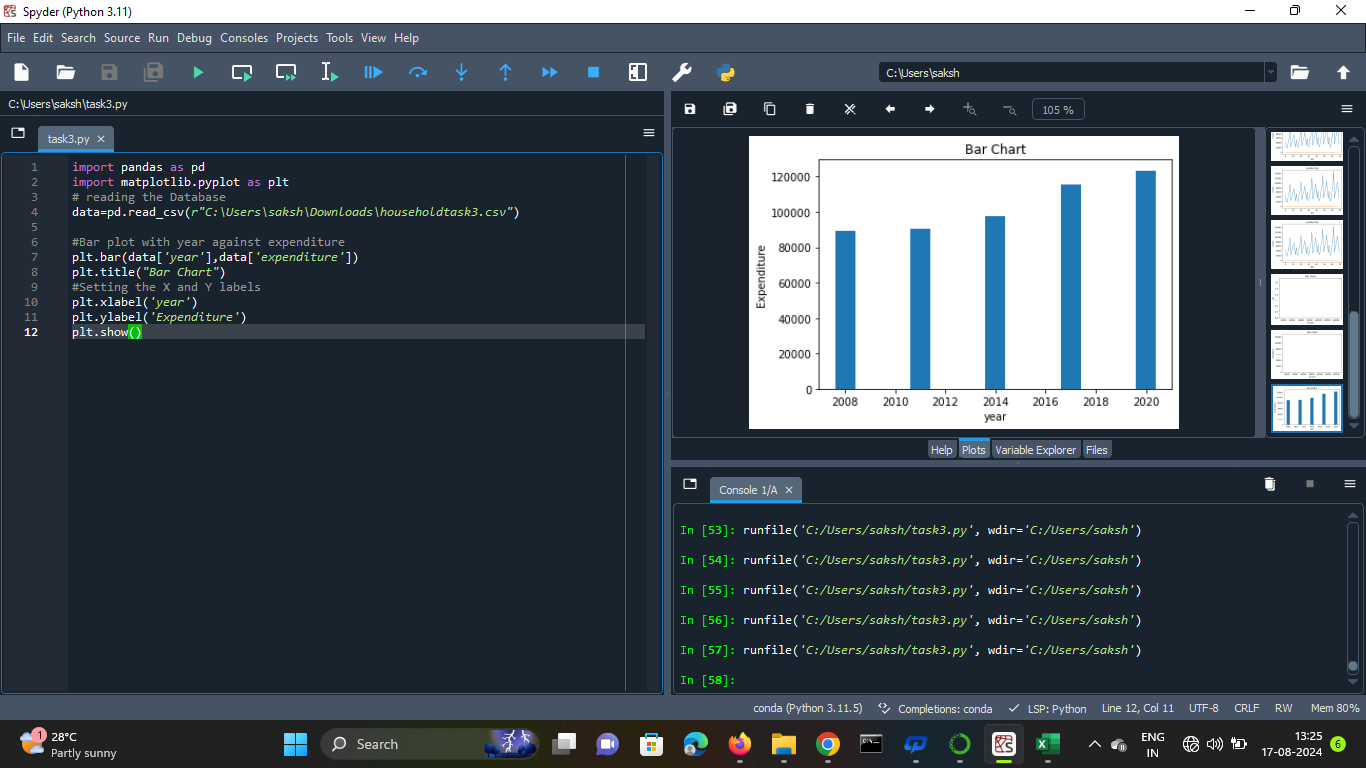 Spyder (Python 3.11)
File Edit Search Source Run Debug Consoles Projects Tools View Help
C:\Users\saksh
C:\Users\saksh\task3.py
task3.py
105 %
1 import pandas as pd
2 import matplotlib.pyplot as plt
3 # reading the Database
4 data=pd.read_csv(r"C:\Users\saksh\Downloads\householdtask3.csv")
5
6 #Bar plot with year against expenditure
7 plt.bar(data['year'],data['expenditure'])
8 plt.title("Bar Chart")
9 #Setting the X and Y labels
10 plt.xlabel('year')
11 plt.ylabel('Expenditure')
12 plt.show()
Bar Chart
120000
100000
80000
60000
40000
20000
0
Expenditure
2008 2010 2012 2014 2016 2018 2020
year
Help Plots Variable Explorer Files
Console 1/A
In [53]: runfile('C:/Users/saksh/task3.py', wdir='C:/Users/saksh')
In [54]: runfile('C:/Users/saksh/task3.py', wdir='C:/Users/saksh')
In [55]: runfile('C:/Users/saksh/task3.py', wdir='C:/Users/saksh')
In [56]: runfile('C:/Users/saksh/task3.py', wdir='C:/Users/saksh')
In [57]: runfile('C:/Users/saksh/task3.py', wdir='C:/Users/saksh')
In [58]:
conda (Python 3.11.5) Completions: conda LSP: Python Line 12, Col 11 UTF-8 CRLF RW Mem 80%
1
28°C
Partly sunny
Search
ENG
IN
13:25
17-08-2024
6